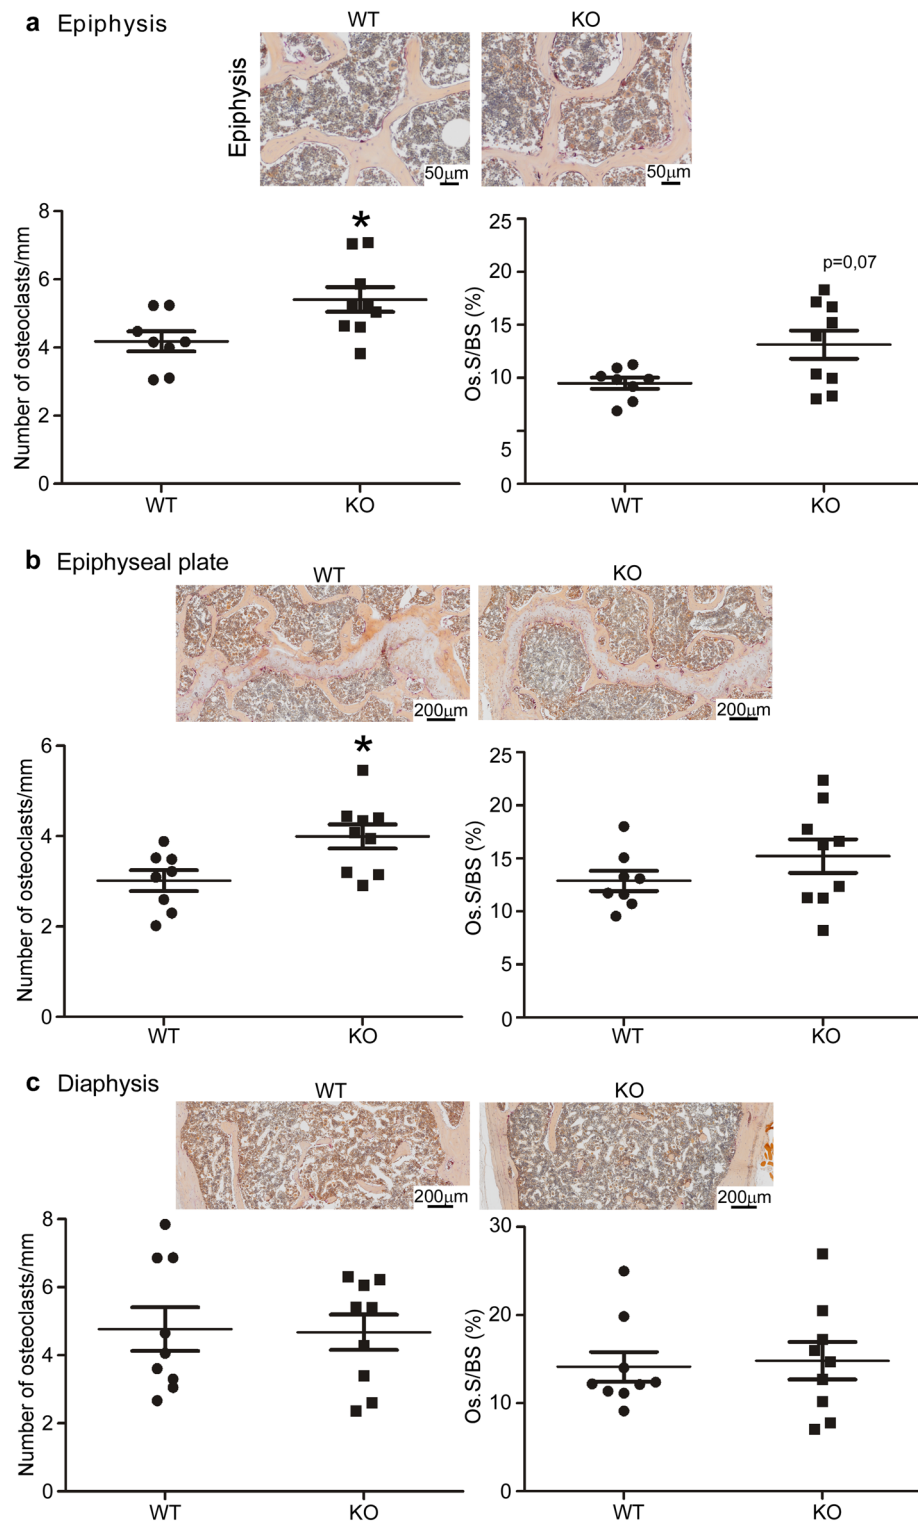 a Epiphysis
WT KO
Epiphysis
50µm 50µm
Number of osteoclasts/mm
8
6
4
2
0
WT KO
*
Os.S/BS (%)
25
20
15
10
5
0
WT KO
p=0,07
b Epiphyseal plate
WT KO
200µm 200µm
Number of osteoclasts/mm
6
4
2
0
WT KO
*
Os.S/BS (%)
25
20
15
10
5
0
WT KO
c Diaphysis
WT KO
200µm 200µm
Number of osteoclasts/mm
8
6
4
2
0
WT KO
Os.S/BS (%)
30
20
10
0
WT KO